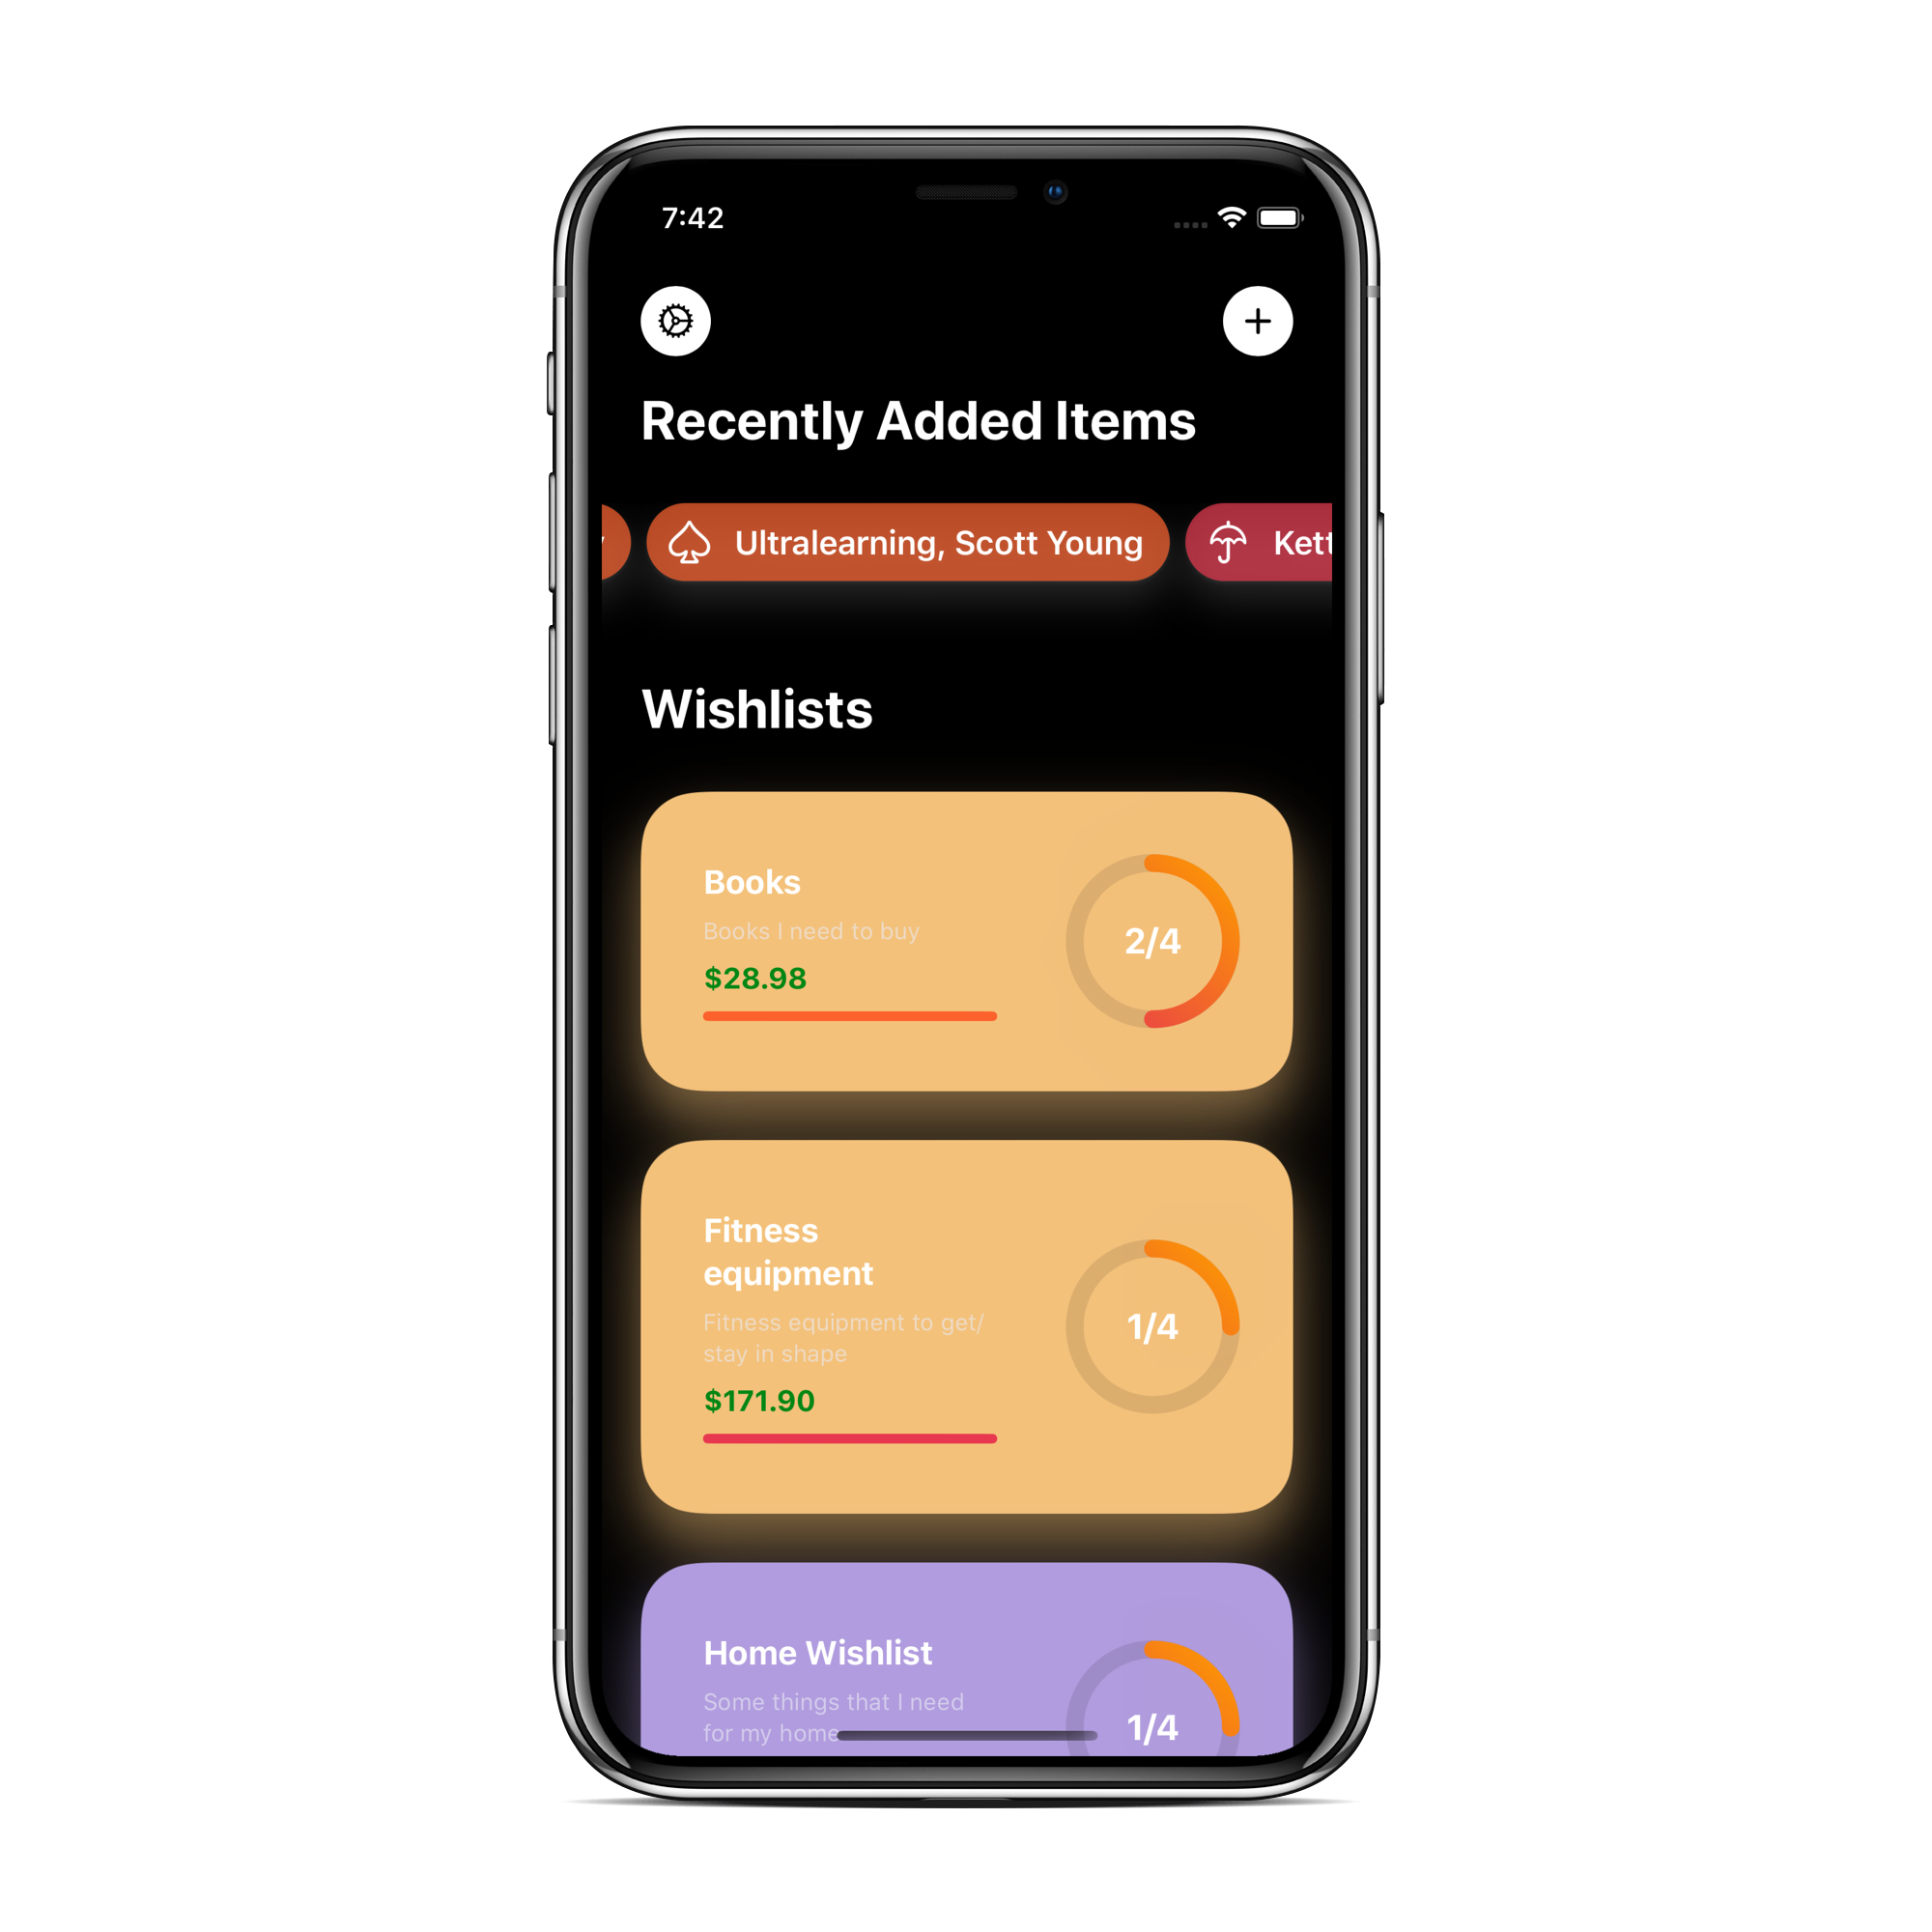 7:42
Recently Added Items
Ultralearning, Scott Young
Wishlists
Books
Books I need to buy
$28.98
2/4
Fitness
equipment
Fitness equipment to get/
stay in shape
$171.90
1/4
Home Wishlist
Some things that I need
for my home
1/4